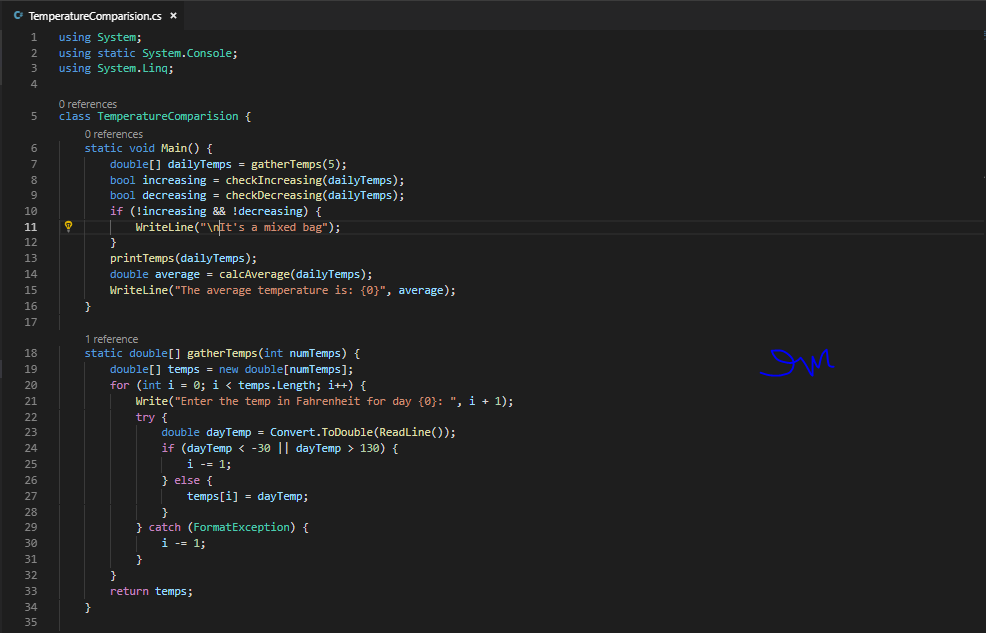 TemperatureComparision.cs ×
1 using System;
2 using static System.Console;
3 using System.Linq;
4
0 references
5 class TemperatureComparision {
0 references
6 static void Main() {
7 double[] dailyTemps = gatherTemps(5);
8 bool increasing = checkIncreasing(dailyTemps);
9 bool decreasing = checkDecreasing(dailyTemps);
10 if (!increasing && !decreasing) {
11 WriteLine("\nIt's a mixed bag");
12 }
13 printTemps(dailyTemps);
14 double average = calcAverage(dailyTemps);
15 WriteLine("The average temperature is: {0}", average);
16 }
17
1 reference
18 static double[] gatherTemps(int numTemps) {
19 double[] temps = new double[numTemps];
20 for (int i = 0; i < temps.Length; i++) {
21 Write("Enter the temp in Fahrenheit for day {0}: ", i + 1);
22 try {
23 double dayTemp = Convert.ToDouble(ReadLine());
24 if (dayTemp < -30 || dayTemp > 130) {
25 i -= 1;
26 } else {
27 temps[i] = dayTemp;
28 }
29 } catch (FormatException) {
30 i -= 1;
31 }
32 }
33 return temps;
34 }
35